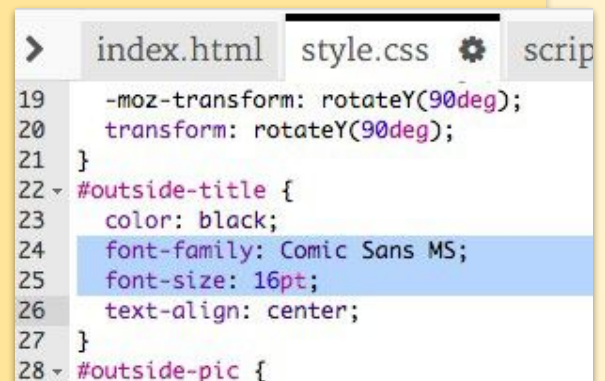 > index.html style.css scrip
19 -moz-transform: rotateY(90deg);
20 transform: rotateY(90deg);
21 }
22 #outside-title {
23 color: black;
24 font-family: Comic Sans MS;
25 font-size: 16pt;
26 text-align: center;
27 }
28 #outside-pic {